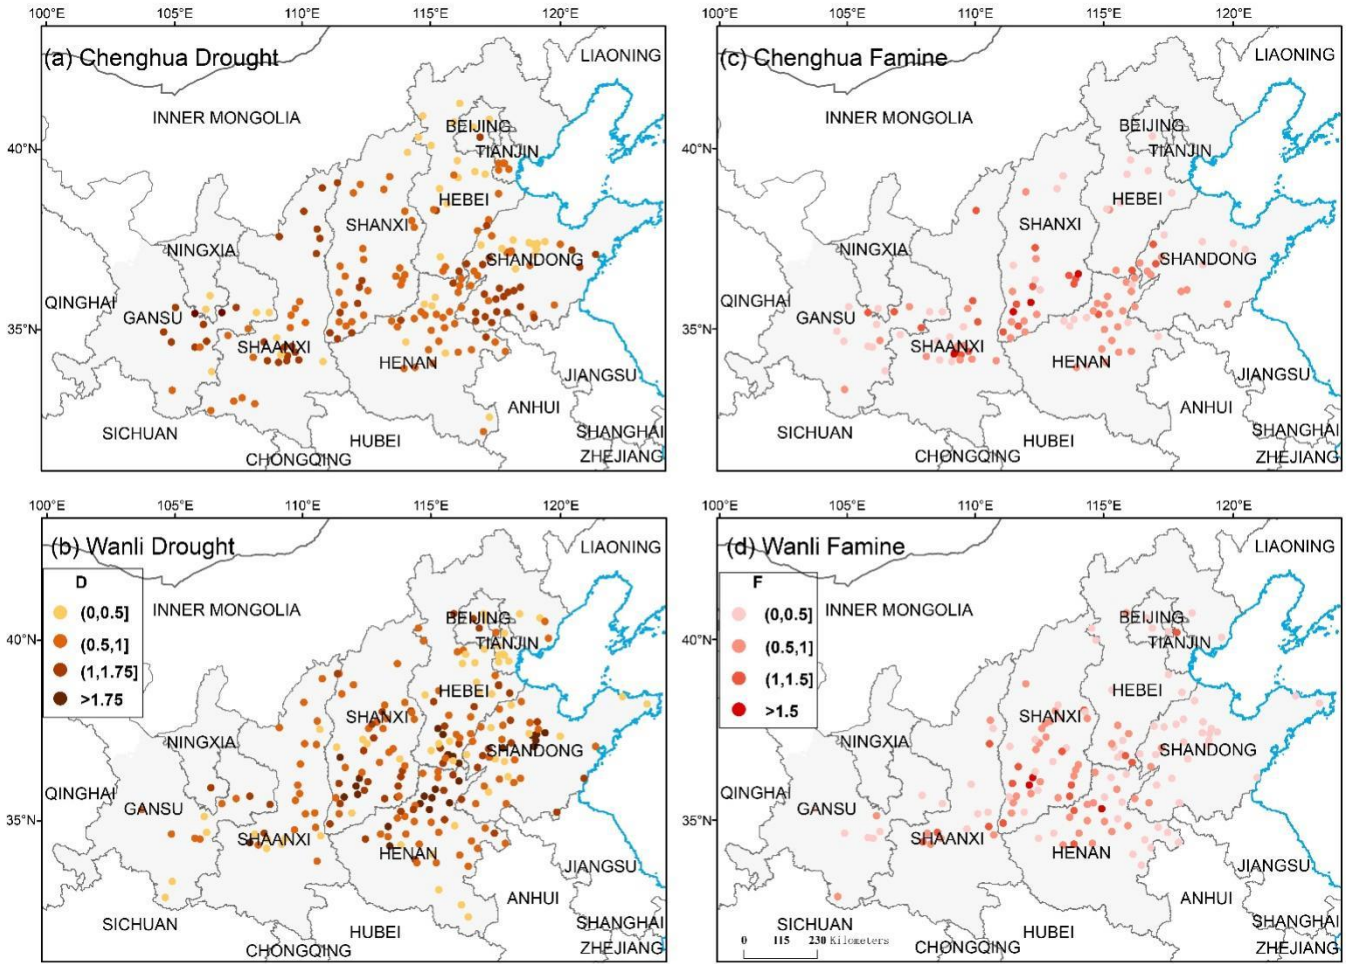 100°E 105°E 110°E 115°E 120°E
(a) Chenghua Drought
LIAONING
INNER MONGOLIA
BEIJING
40°N
TIANJIN
HEBEI
SHANXI
NINGXIA
SHANDONG
QINGHAI
GANSU
35°N
SHAANXI
HENAN
JIANGSU
ANHUI
SICHUAN
HUBEI
SHANGHAI
CHONGQING
ZHEJIANG
100°E 105°E 110°E 115°E 120°E
(c) Chenghua Famine
LIAONING
INNER MONGOLIA
BEIJING
40°N
TIANJIN
HEBEI
SHANXI
NINGXIA
SHANDONG
QINGHAI
GANSU
35°N
SHAANXI
HENAN
JIANGSU
ANHUI
SICHUAN
HUBEI
SHANGHAI
CHONGQING
ZHEJIANG
100°E 105°E 110°E 115°E 120°E
(b) Wanli Drought
LIAONING
D
(0,0.5]
(0.5,1]
(1,1.75]
>1.75
INNER MONGOLIA
BEIJING
40°N
TIANJIN
HEBEI
SHANXI
NINGXIA
SHANDONG
QINGHAI
GANSU
35°N
SHAANXI
HENAN
JIANGSU
ANHUI
SICHUAN
HUBEI
SHANGHAI
CHONGQING
ZHEJIANG
100°E 105°E 110°E 115°E 120°E
(d) Wanli Famine
LIAONING
F
(0,0.5]
(0.5,1]
(1,1.5]
>1.5
INNER MONGOLIA
BEIJING
40°N
TIANJIN
HEBEI
SHANXI
NINGXIA
SHANDONG
QINGHAI
GANSU
35°N
SHAANXI
HENAN
JIANGSU
ANHUI
SICHUAN
HUBEI
SHANGHAI
CHONGQING
ZHEJIANG
0 115 230 Kilometers